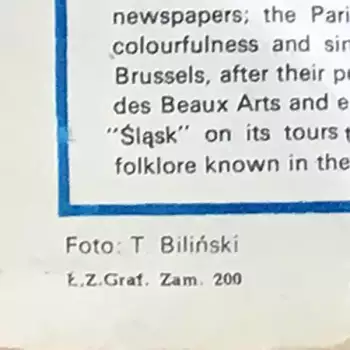 newspapers; the Pari
colourfulness and sin
Brussels, after their
des Beaux Arts and e
"Śląsk" on its tours
folklore known in the
Foto: T Biliński
Ł.Z.Graf. Zam. 200